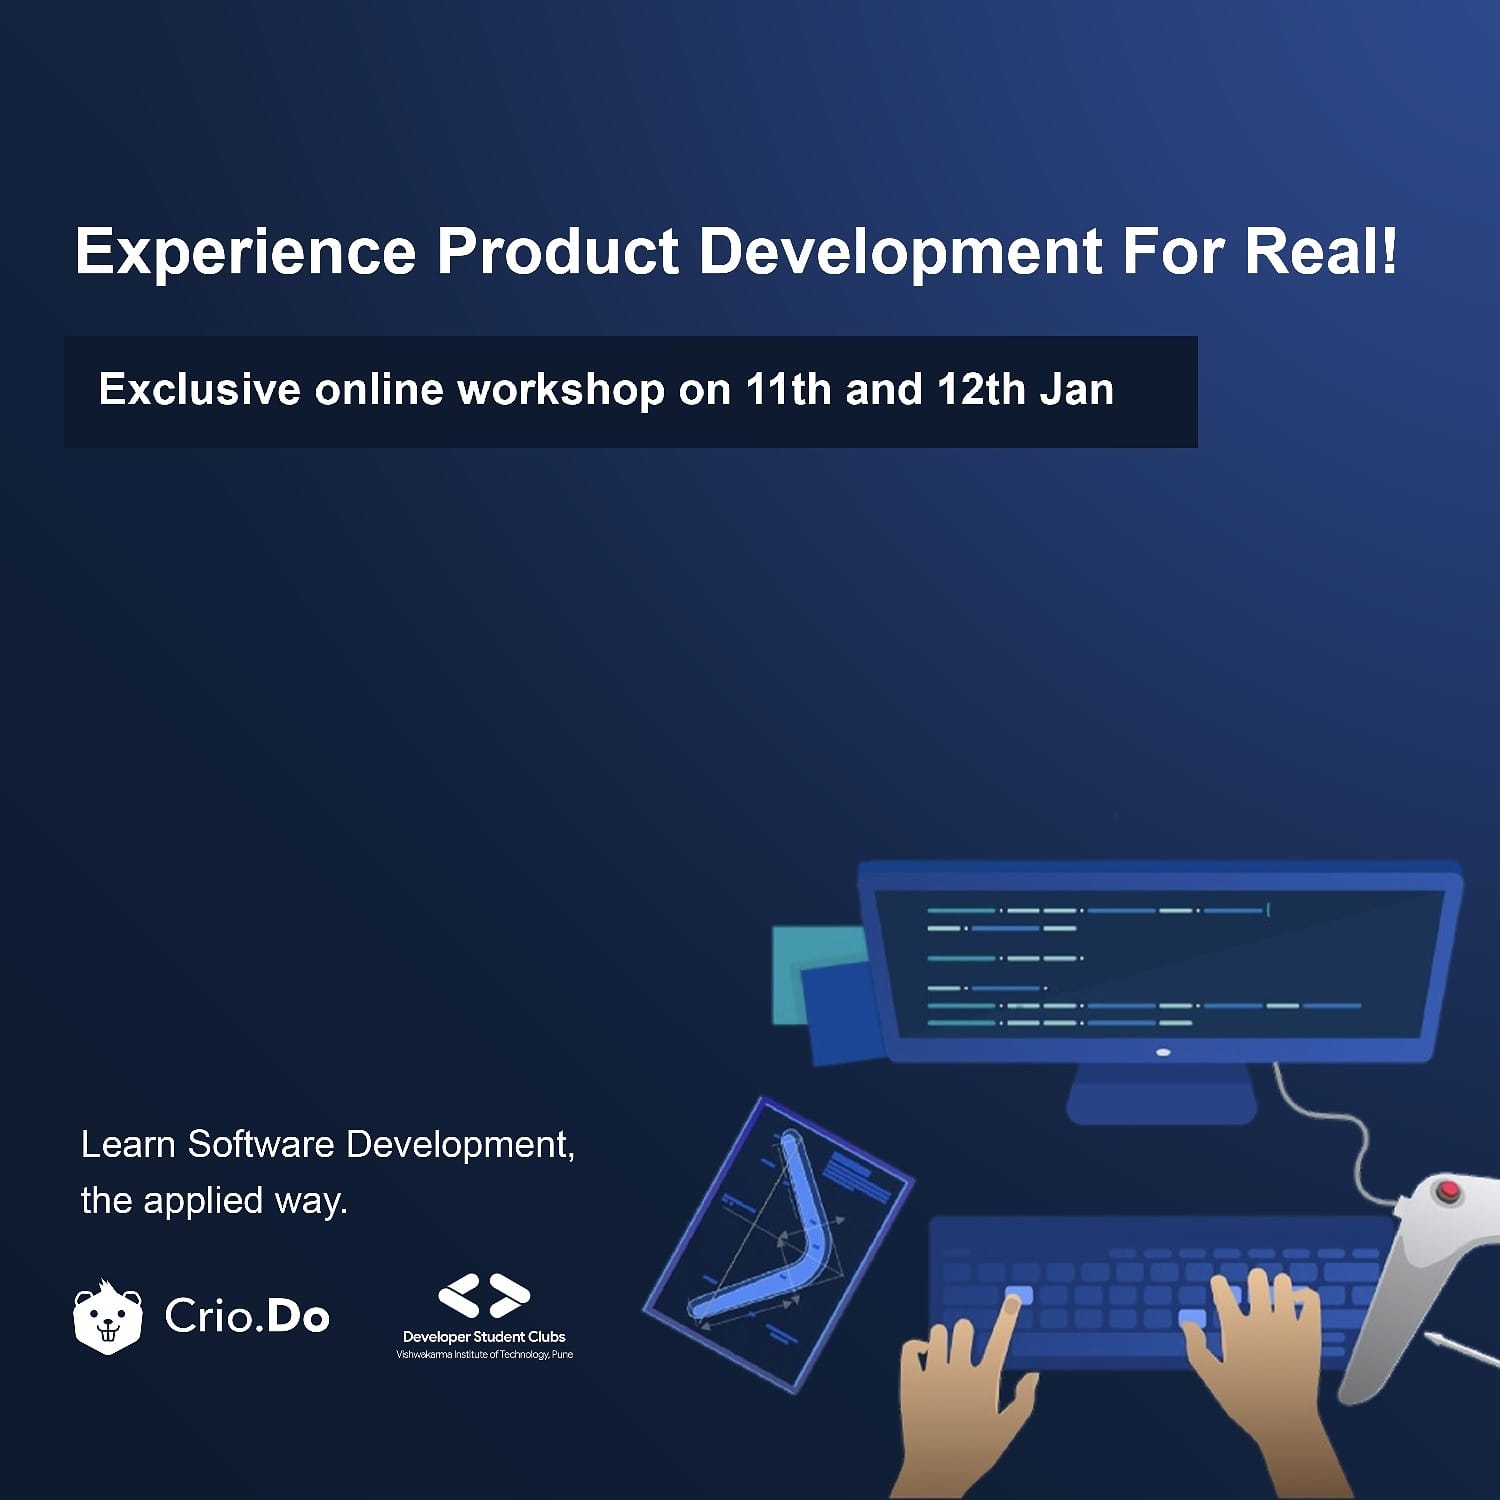 Experience Product Development For Real!
Exclusive online workshop on 11th and 12th Jan
Learn Software Development,
the applied way.
Crio.Do
Developer Student Clubs
Vishwakarma Institute of Technology, Pune